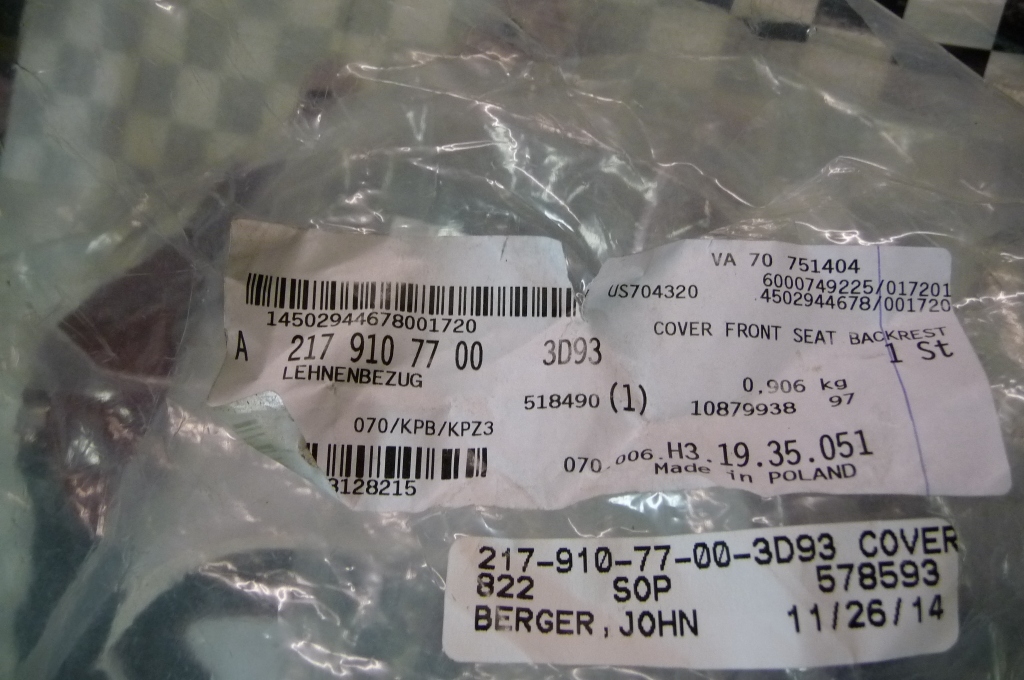 14502944678001720
A 217 910 77 00 3D93
LEHNENBEZUG
518490 (1)
070/KPB/KPZ3
3128215
VA 70 751404
US704320 6000749225/017201
4502944678/001720
COVER FRONT SEAT BACKREST
1 St
0,906 kg
10879938 97
070.006.H3.19.35.051
Made in POLAND
217-910-77-00-3D93 COVER
822 SOP 578593
BERGER,JOHN 11/26/14